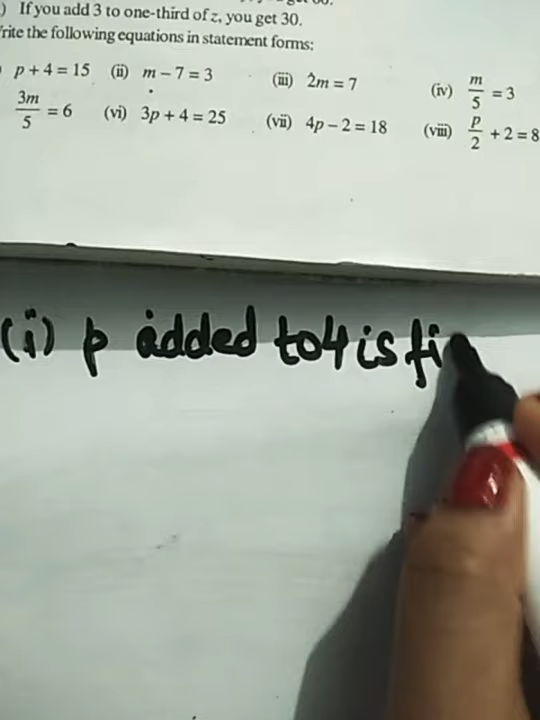 ) If you add 3 to one-third of z, you get 30.
rite the following equations in statement forms:
p + 4 = 15 (ii) m – 7 = 3 (iii) 2m = 7 (iv) m/5 = 3
3m/5 = 6 (vi) 3p + 4 = 25 (vii) 4p – 2 = 18 (viii) p/2 + 2 = 8
(i) p added to 4 is fi